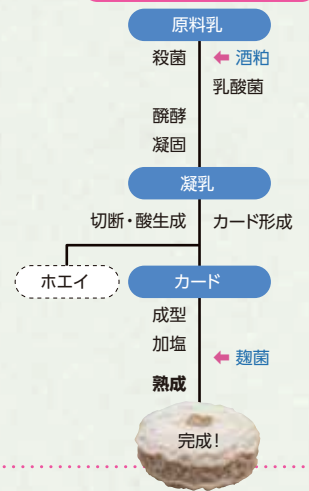 原料乳
殺菌 ← 酒粕
乳酸菌
醗酵
凝固
凝乳
切断・酸生成 カード形成
ホエイ カード
成型
加塩
← 麹菌
熟成
完成！